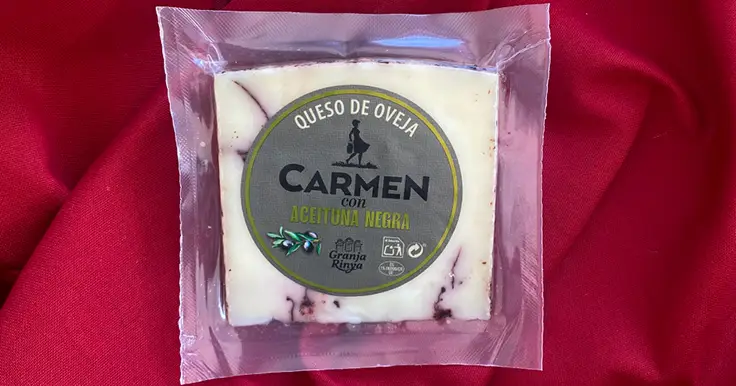 QUESO DE OVEJA
CARMEN
con
ACEITUNA NEGRA
Granja
Rinya